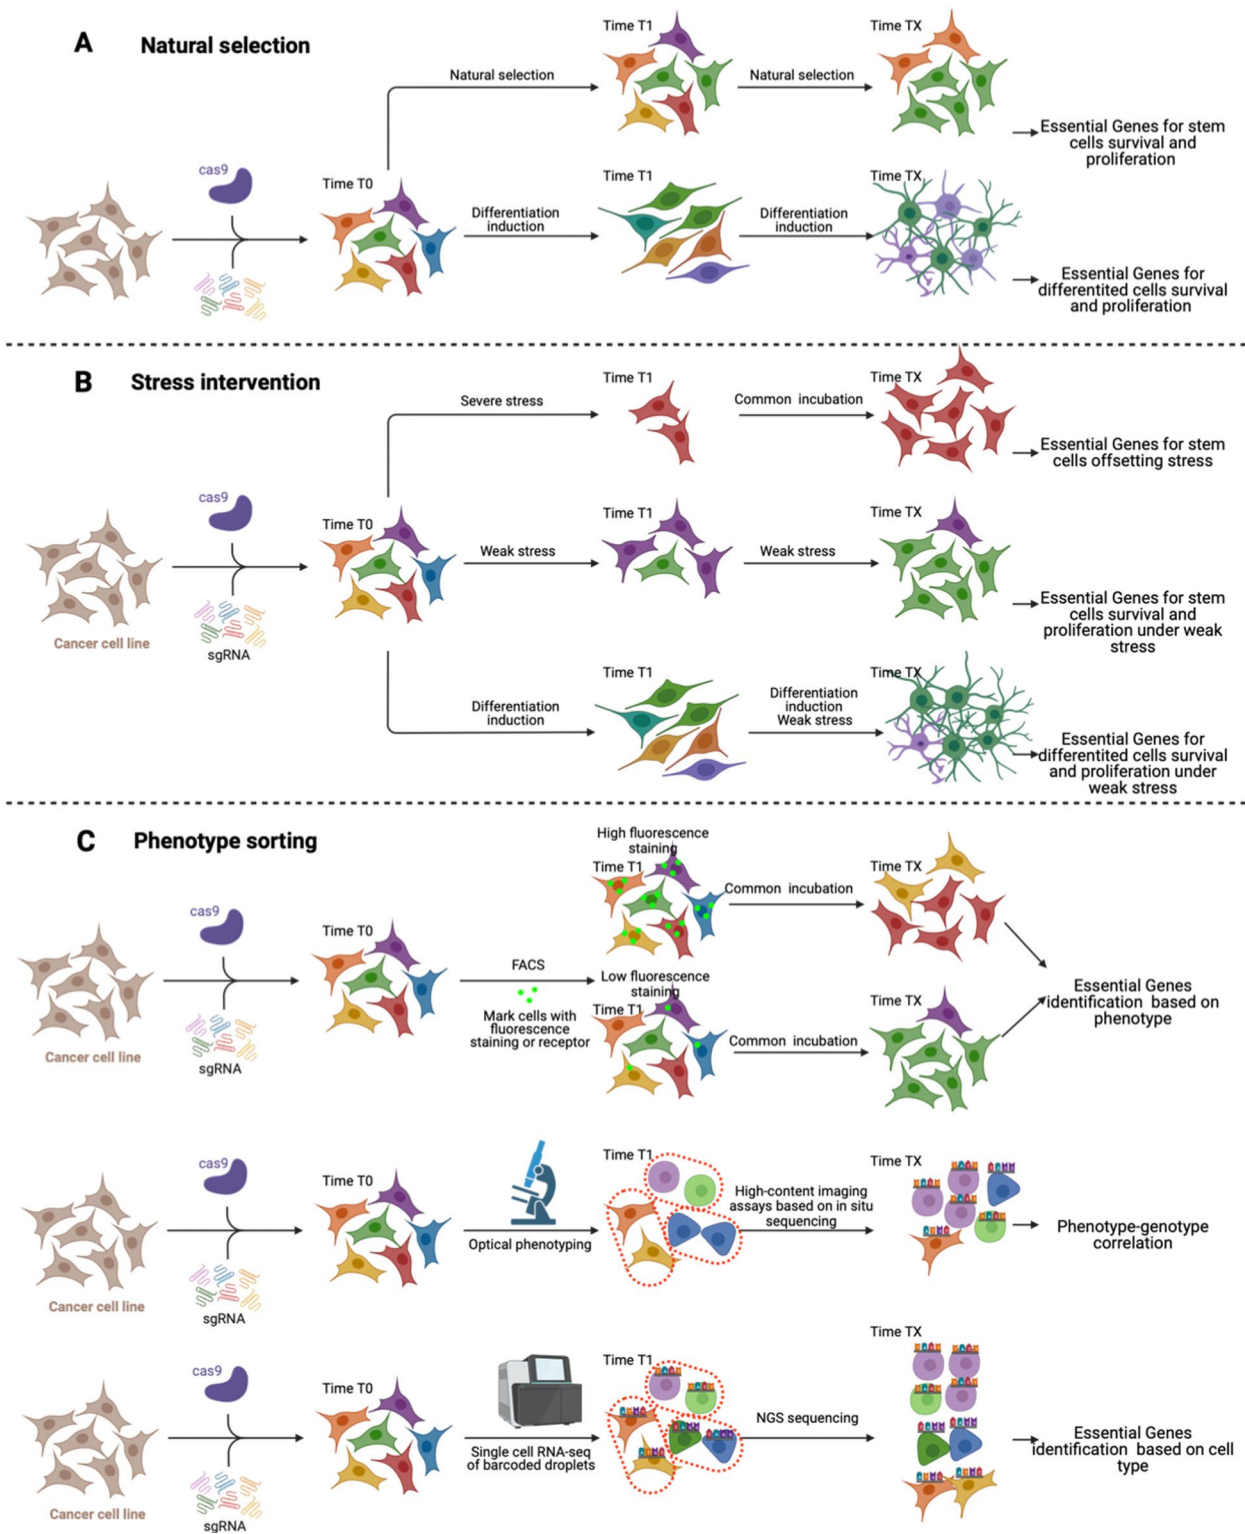 A Natural selection
Time T1
Time TX
Natural selection
Natural selection
Essential Genes for stem
cells survival and
proliferation
cas9
Time T0
Time T1
Time TX
Differentiation
induction
Differentiation
induction
Essential Genes for
differentited cells survival
and proliferation
B Stress intervention
Time T1
Time TX
Severe stress
Common incubation
Essential Genes for stem
cells offsetting stress
cas9
Time T0
Time T1
Time TX
Weak stress
Weak stress
Essential Genes for stem
cells survival and
proliferation under weak
stress
Cancer cell line
sgRNA
Time T1
Time TX
Differentiation
induction
Differentiation
induction
Weak stress
Essential Genes for
differentited cells survival
and proliferation under
weak stress
C Phenotype sorting
High fluorescence
staining
Time T1
Time TX
Common incubation
cas9
Time T0
FACS
Mark cells with
fluorescence
staining or receptor
Low fluorescence
staining
Time T1
Time TX
Common incubation
Essential Genes
identification based on
phenotype
Cancer cell line
sgRNA
cas9
Time T0
Optical phenotyping
Time T1
High-content imaging
assays based on in situ
sequencing
Time TX
Phenotype-genotype
correlation
Cancer cell line
sgRNA
cas9
Time T0
Single cell RNA-seq
of barcoded droplets
Time T1
NGS sequencing
Time TX
Essential Genes
identification based on cell
type
Cancer cell line
sgRNA